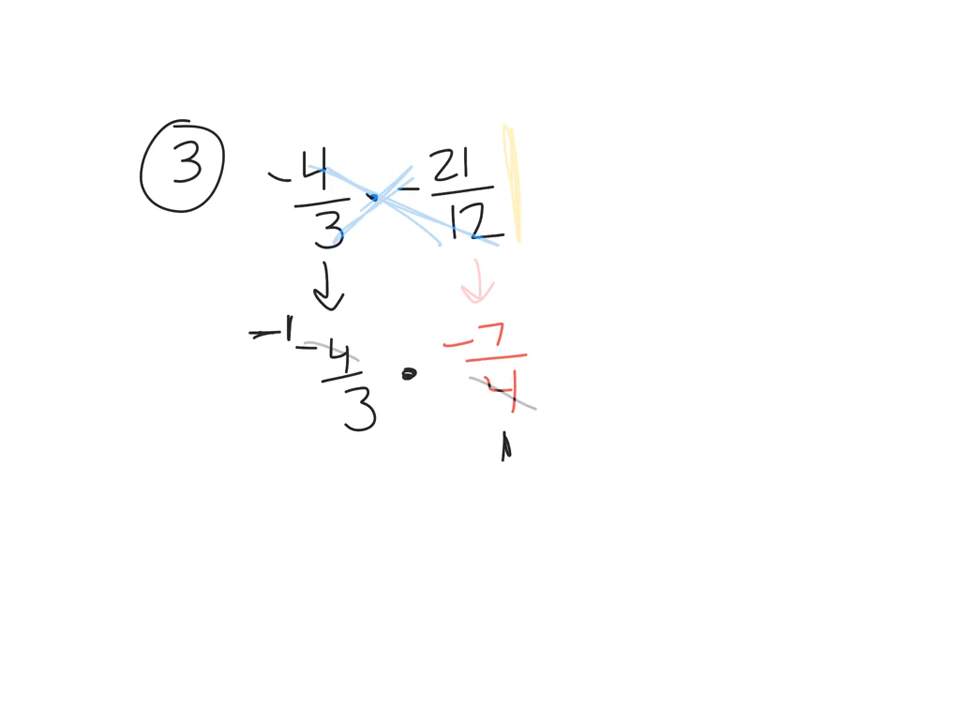 ③ -4/3 · -21/12
↓ ↓
-1 -4/3 · -7/4
1